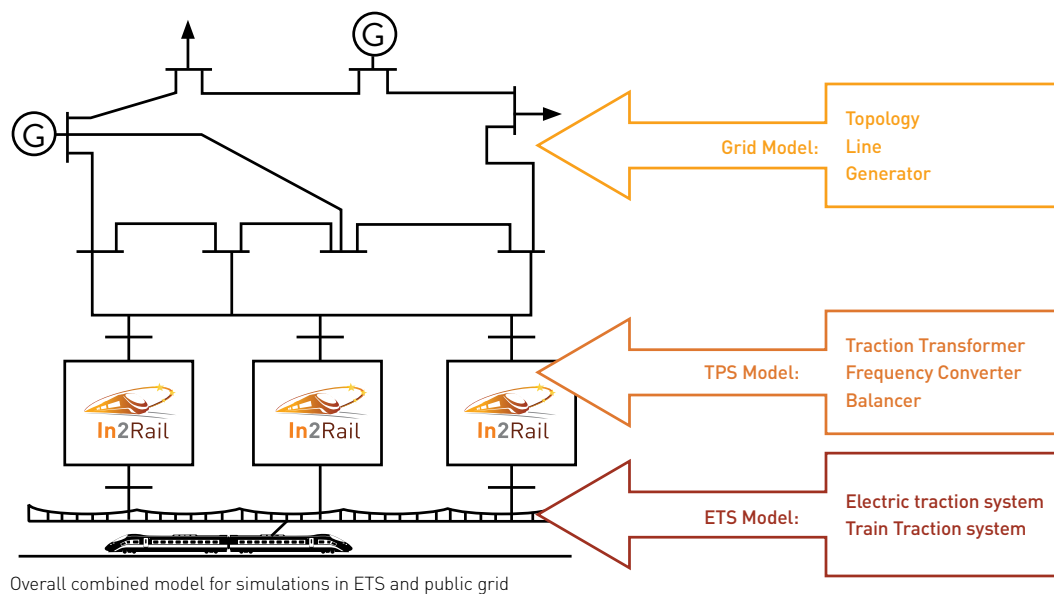 G
G
Grid Model:
Topology
Line
Generator
TPS Model:
Traction Transformer
Frequency Converter
Balancer
In2Rail
In2Rail
In2Rail
ETS Model:
Electric traction system
Train Traction system
Overall combined model for simulations in ETS and public grid